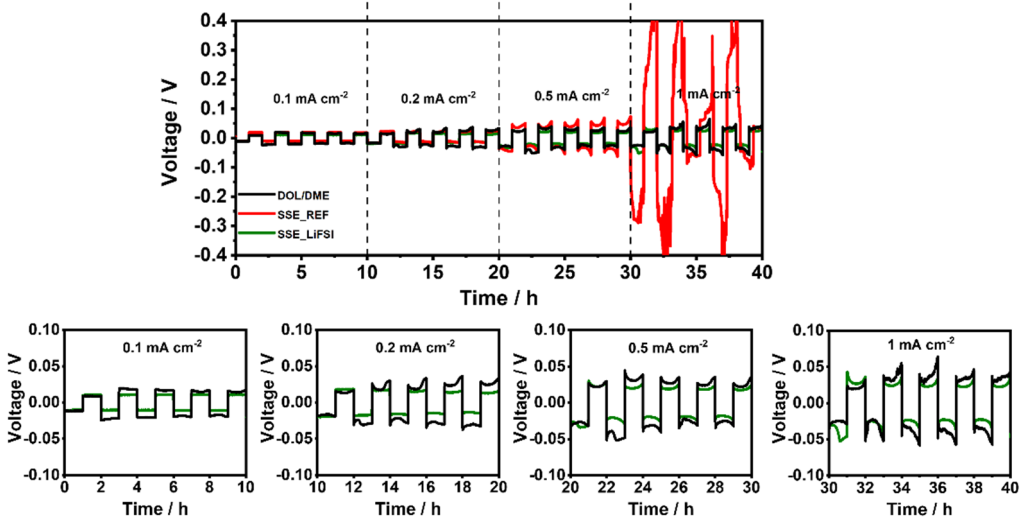 0.4
0.3
0.2
0.1
0.0
-0.1
-0.2
-0.3
-0.4
Voltage / V
0.1 mA cm-2
0.2 mA cm-2
0.5 mA cm-2
1 mA cm-2
DOL/DME
SSE_REF
SSE_LiFSI
0 5 10 15 20 25 30 35 40
Time / h
0.10
0.05
0.00
-0.05
-0.10
Voltage / V
0.1 mA cm-2
0 2 4 6 8 10
Time / h
0.10
0.05
0.00
-0.05
-0.10
Voltage / V
0.2 mA cm-2
10 12 14 16 18 20
Time / h
0.10
0.05
0.00
-0.05
-0.10
Voltage / V
0.5 mA cm-2
20 22 24 26 28 30
Time / h
0.10
0.05
0.00
-0.05
-0.10
Voltage / V
1 mA cm-2
30 32 34 36 38 40
Time / h